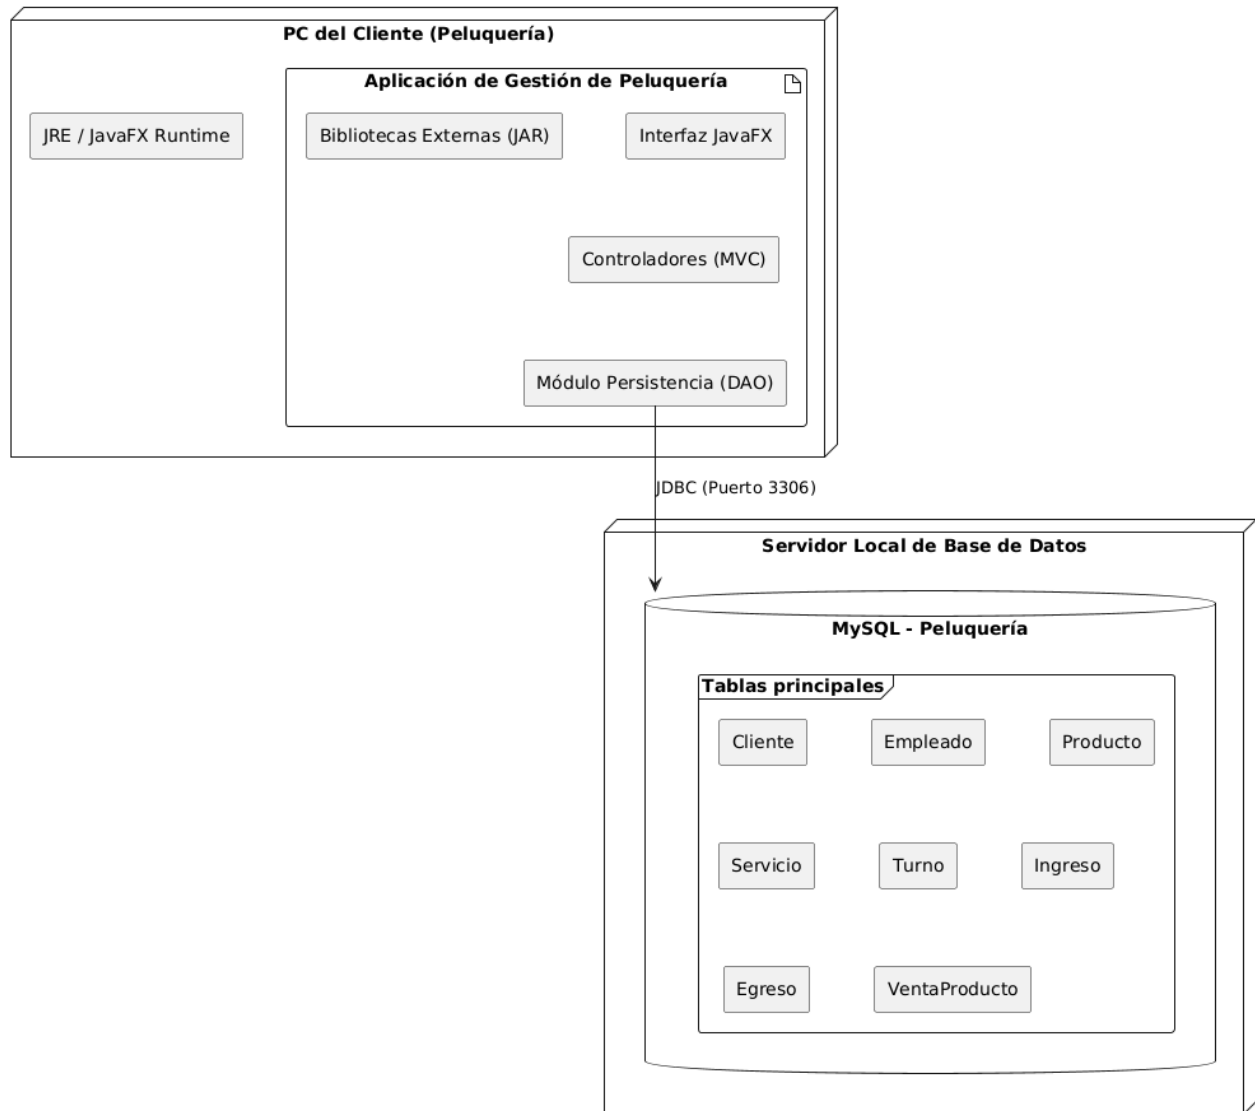 PC del Cliente (Peluquería)
Aplicación de Gestión de Peluquería
JRE / JavaFX Runtime
Bibliotecas Externas (JAR)
Interfaz JavaFX
Controladores (MVC)
Módulo Persistencia (DAO)
JDBC (Puerto 3306)
Servidor Local de Base de Datos
MySQL - Peluquería
Tablas principales
Cliente
Empleado
Producto
Servicio
Turno
Ingreso
Egreso
VentaProducto